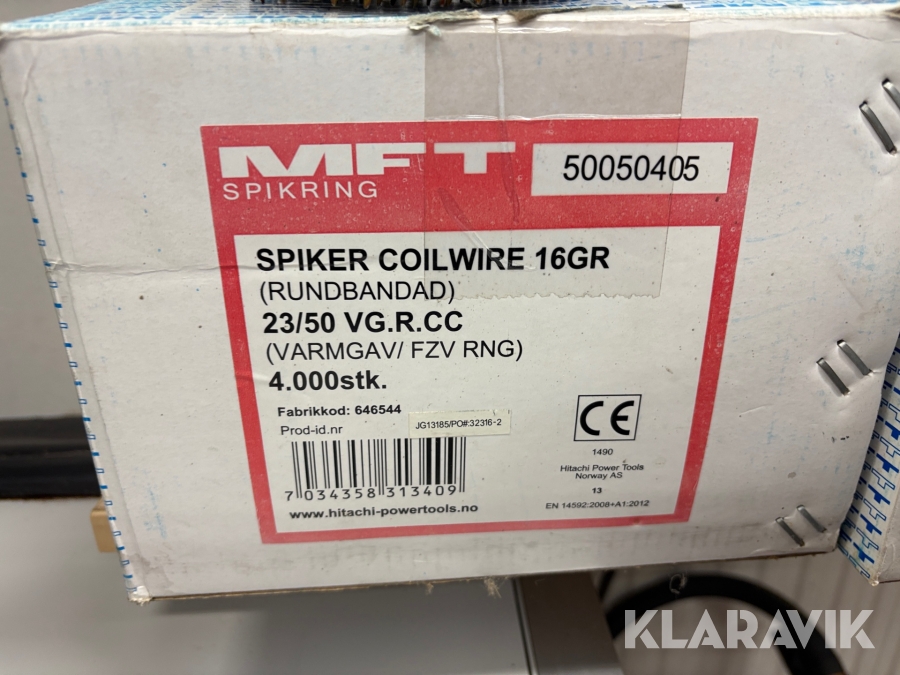 MFT
SPIKRING
50050405
SPIKER COILWIRE 16GR
(RUNDBANDAD)
23/50 VG.R.CC
(VARMGAV/ FZV RNG)
4.000stk.
Fabrikkod: 646544
Prod-id.nr
JG13185/PO#:32316-2
7 034358 313409
www.hitachi-powertools.no
CE
1490
Hitachi Power Tools
Norway AS
13
EN 14592:2008+A1:2012
KLARAVIK